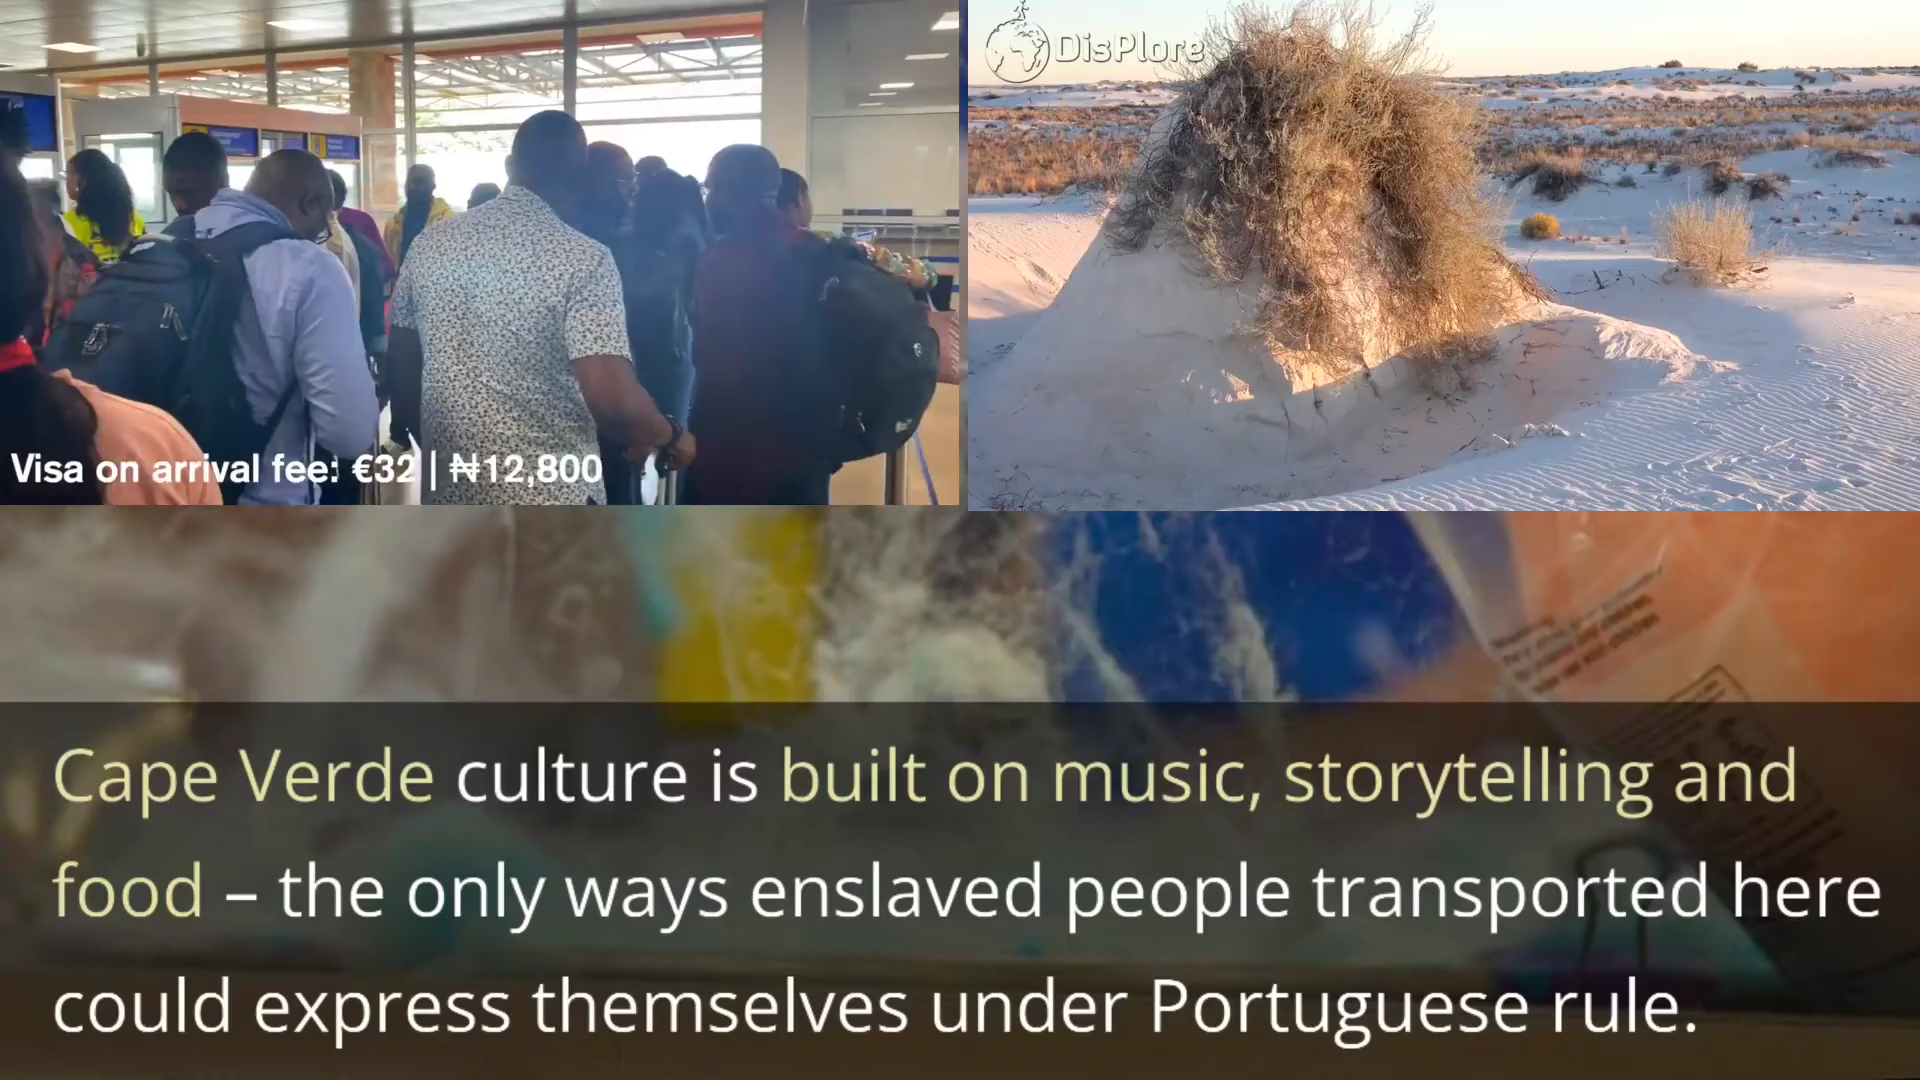 DisPlore
Visa on arrival fee: €32 | ₦12,800
Cape Verde culture is built on music, storytelling and
food – the only ways enslaved people transported here
could express themselves under Portuguese rule.